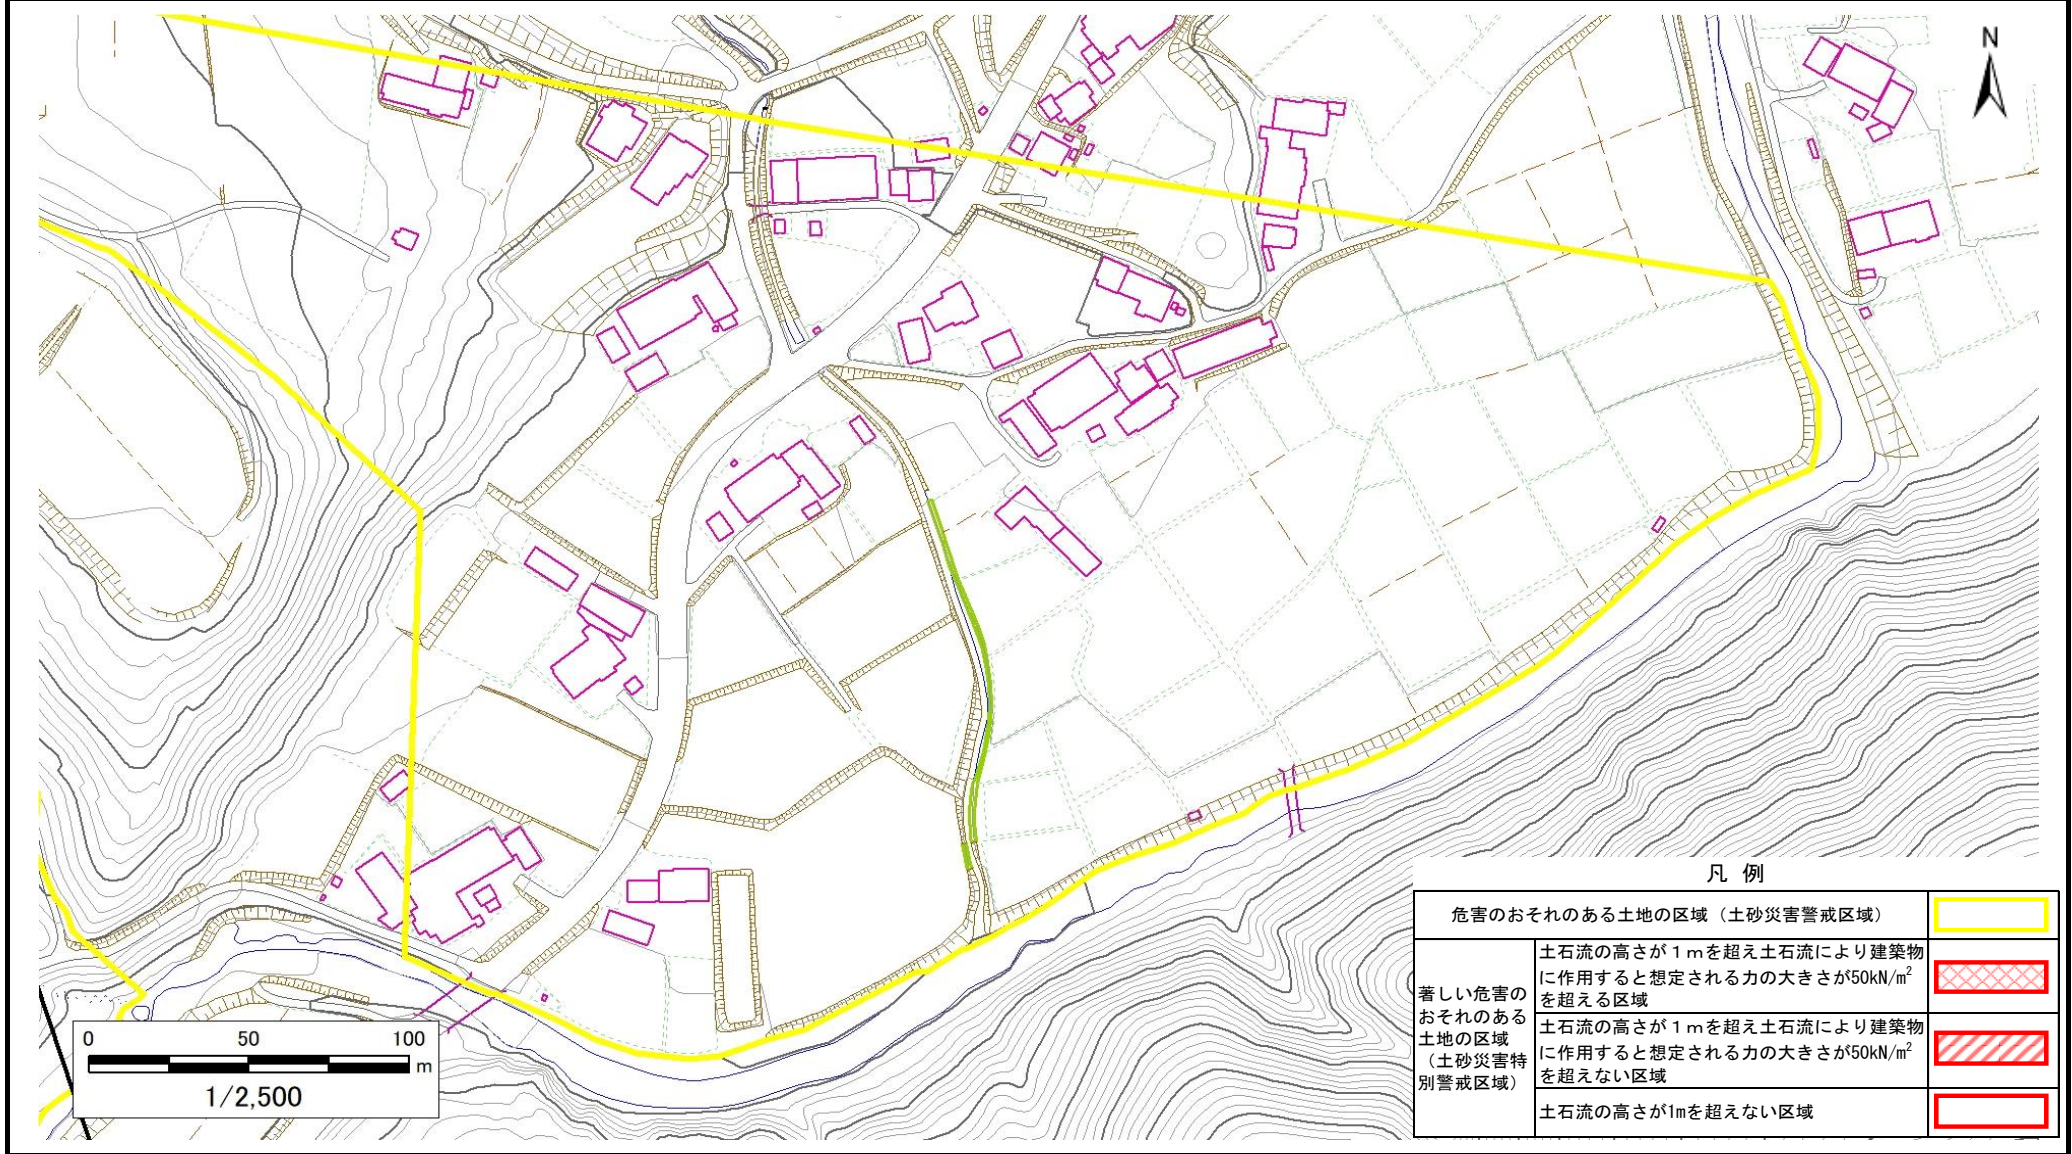 N
凡 例
危害のおそれのある土地の区域（土砂災害警戒区域）
著しい危害の
おそれのある
土地の区域
（土砂災害特
別警戒区域）
土石流の高さが１ｍを超え土石流により建築物
に作用すると想定される力の大きさが50kN/m²
を超える区域
土石流の高さが１ｍを超え土石流により建築物
に作用すると想定される力の大きさが50kN/m²
を超えない区域
土石流の高さが1mを超えない区域
0 50 100
m
1/2,500